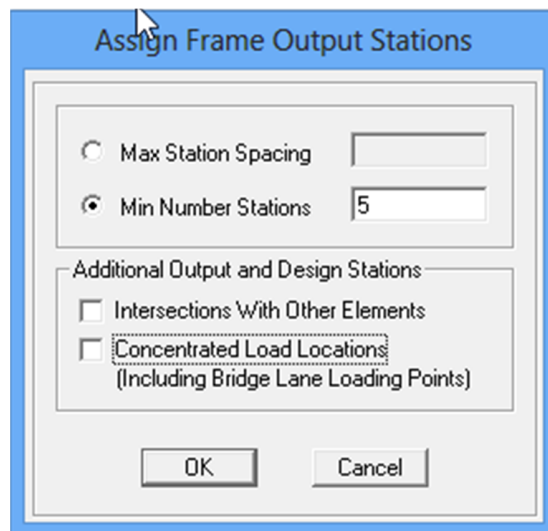 Assign Frame Output Stations
Max Station Spacing
Min Number Stations 5
Additional Output and Design Stations
Intersections With Other Elements
Concentrated Load Locations
(Including Bridge Lane Loading Points)
OK Cancel